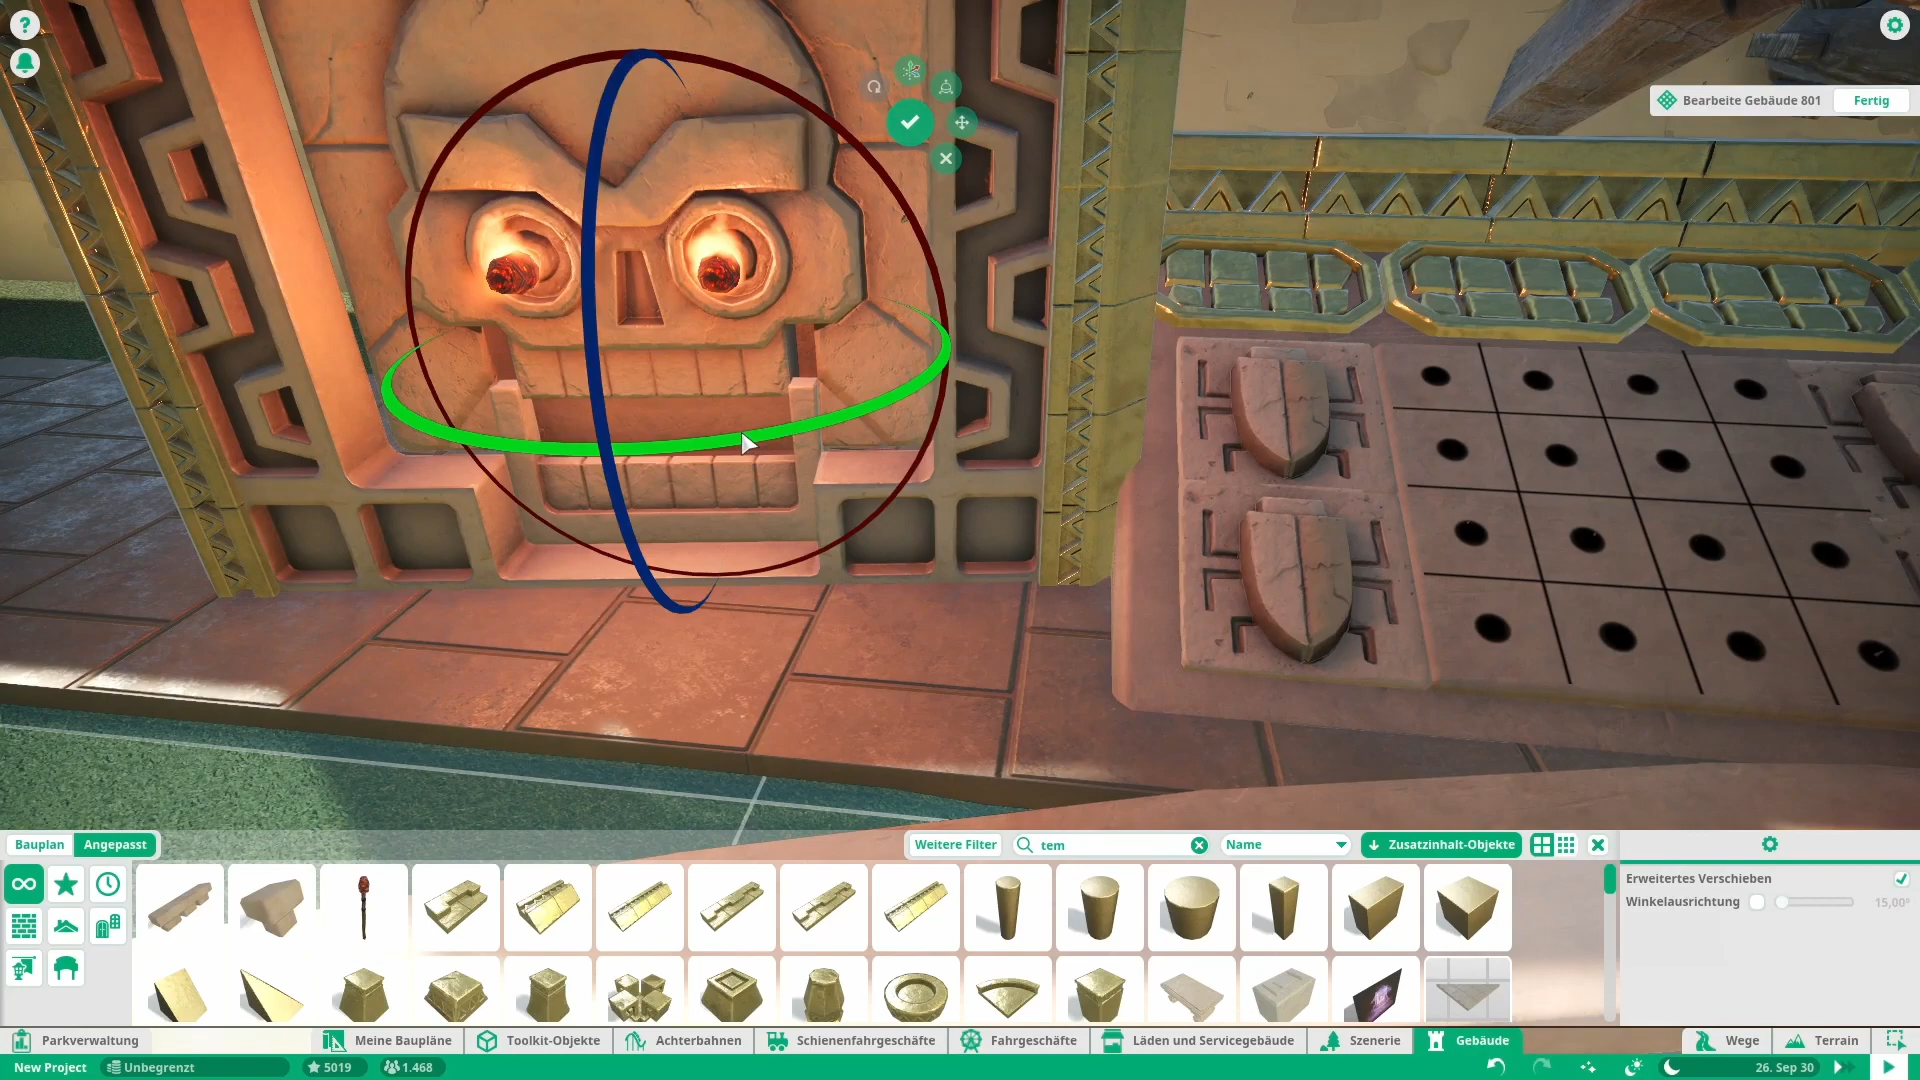 ?
Bearbeite Gebäude 801
Fertig
Bauplan
Angepasst
Weitere Filter
tem
Name
Zusatzinhalt-Objekte
Erweitertes Verschieben
Winkelausrichtung
15,00°
Parkverwaltung
Meine Baupläne
Toolkit-Objekte
Achterbahnen
Schienenfahrgeschäfte
Fahrgeschäfte
Läden und Servicegebäude
Szenerie
Gebäude
Wege
Terrain
New Project
Unbegrenzt
5019
1.468
26. Sep 30